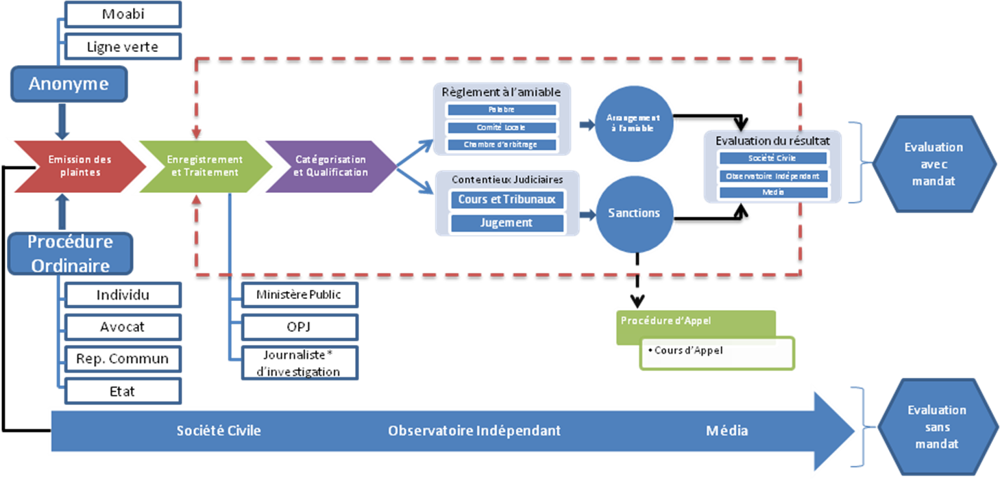 Moabi
Ligne verte
Anonyme
Emission des
plaintes
Enregistrement
et Traitement
Catégorisation
et Qualification
Procédure
Ordinaire
Individu
Avocat
Rep. Commun
Etat
Ministère Public
OPJ
Journaliste*
d'investigation
Règlement à l'amiable
Palabre
Comité Locale
Chambre d'arbitrage
Contentieux Judiciaires
Cours et Tribunaux
Jugement
Arrangement
à l'amiable
Sanctions
Procédure d'Appel
• Cours d'Appel
Evaluation du résultat
Société Civile
Observatoire Indépendant
Media
Evaluation
avec
mandat
Société Civile
Observatoire Indépendant
Média
Evaluation
sans
mandat